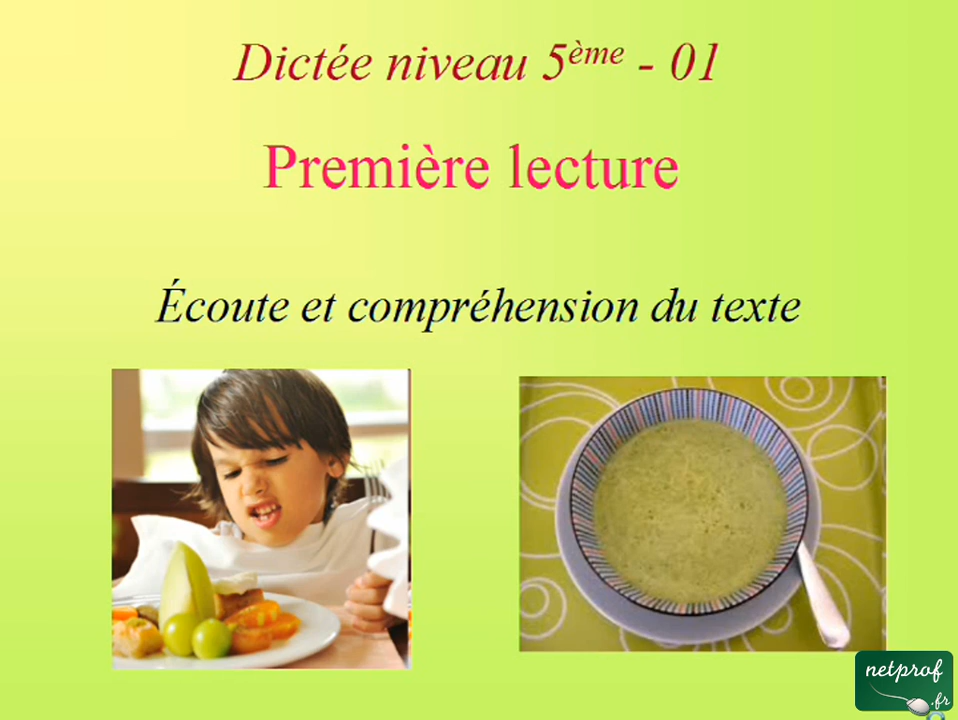 Dictée niveau 5ème - 01
Première lecture
Écoute et compréhension du texte
netprof
.fr